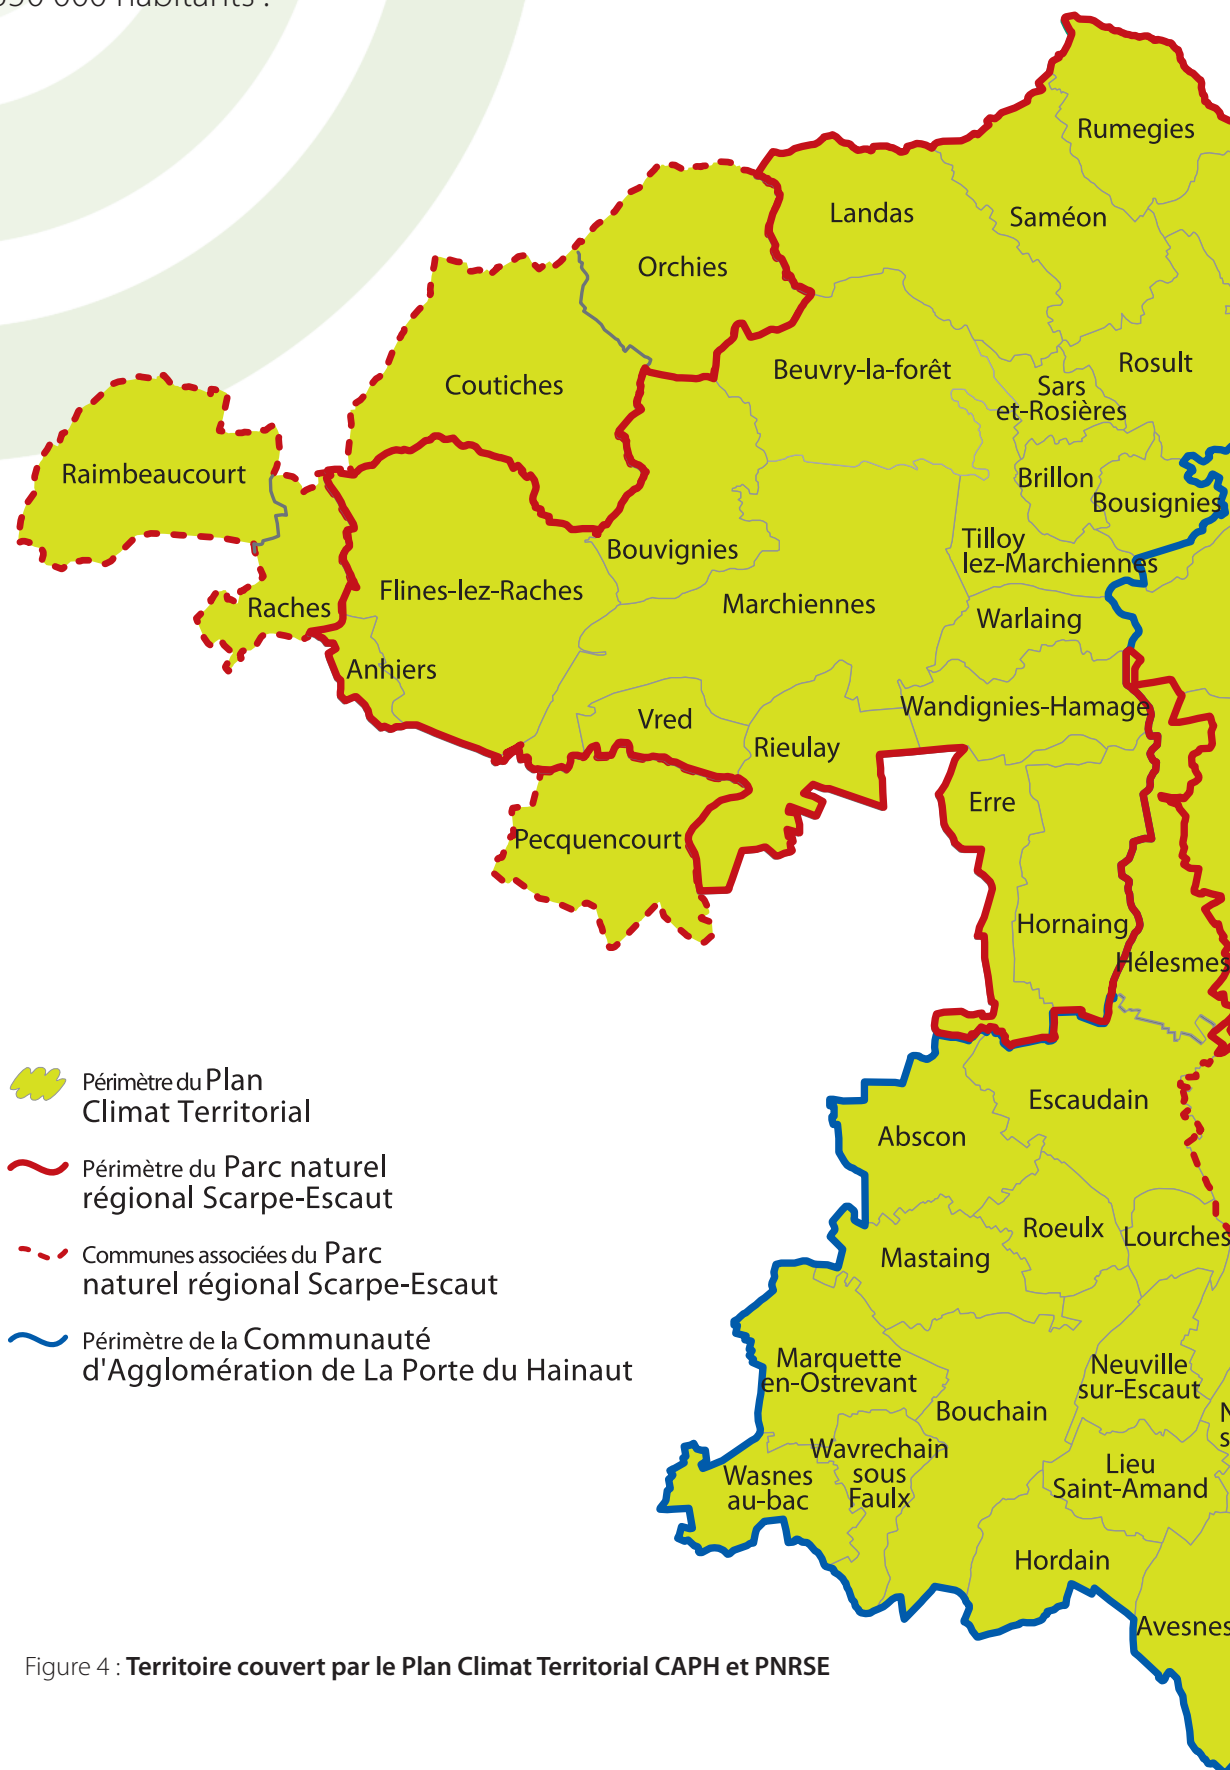 350 000 habitants :
Rumegies
Landas
Saméon
Orchies
Rosult
Beuvry-la-forêt
Coutiches
Sars
et-Rosières
Raimbeaucourt
Brillon
Bousignies
Tilloy
lez-Marchiennes
Bouvignies
Flines-lez-Raches
Marchiennes
Raches
Warlaing
Anhiers
Wandignies-Hamage
Vred
Rieulay
Erre
Pecquencourt
Hornaing
Hélesmes
Périmètre du Plan
Climat Territorial
Escaudain
Abscon
Périmètre du Parc naturel
régional Scarpe-Escaut
Roeulx
Lourches
Communes associées du Parc
naturel régional Scarpe-Escaut
Mastaing
Périmètre de la Communauté
d'Agglomération de La Porte du Hainaut
Marquette
en-Ostrevant
Neuville
sur-Escaut
Bouchain
N
s
Wavrechain
sous
Faulx
Lieu
Saint-Amand
Wasnes
au-bac
Hordain
Avesnes
Figure 4 : Territoire couvert par le Plan Climat Territorial CAPH et PNRSE